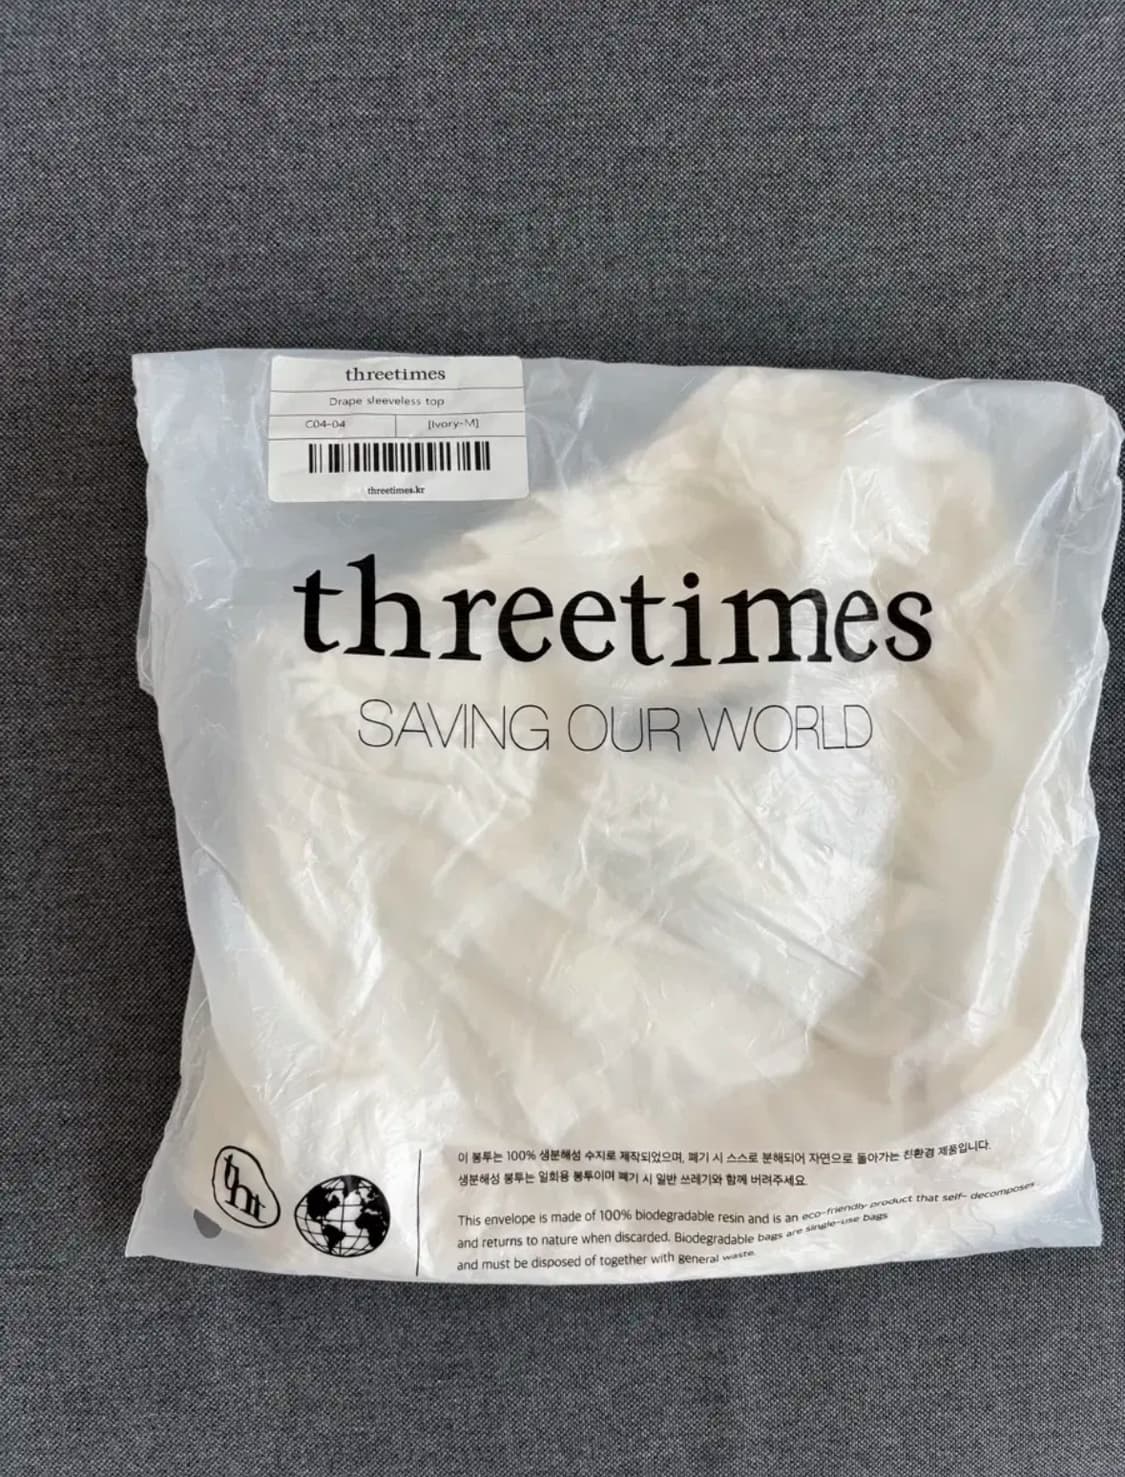 threetimes
Drape sleeveless top
C04-04 [Ivory-M]
threetimes.kr
threetimes
SAVING OUR WORLD
tht
이 봉투는 100% 생분해성 수지로 제작되었으며, 폐기 시 스스로 분해되어 자연으로 돌아가는 친환경 제품입니다.
생분해성 봉투는 일회용 봉투이며 폐기 시 일반 쓰레기와 함께 버려주세요.
This envelope is made of 100% biodegradable resin and is an eco-friendly product that self- decomposes
and returns to nature when discarded. Biodegradable bags are single-use bags
and must be disposed of together with general waste.